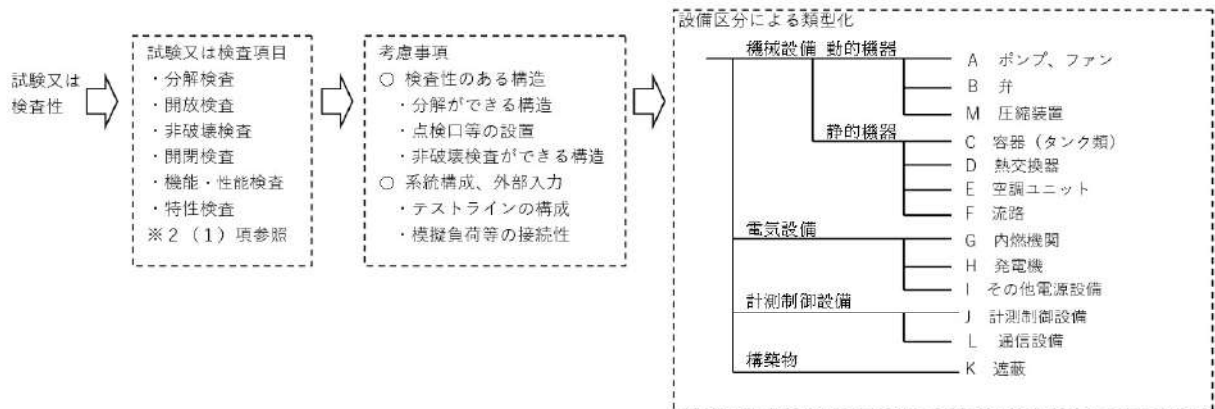 試験又は
検査性
試験又は検査項目
・分解検査
・開放検査
・非破壊検査
・開閉検査
・機能・性能検査
・特性検査
※2（1）項参照
考慮事項
○ 検査性のある構造
・分解ができる構造
・点検口等の設置
・非破壊検査ができる構造
○ 系統構成、外部入力
・テストラインの構成
・模擬負荷等の接続性
設備区分による類型化
機械設備 動的機器
A ポンプ、ファン
B 弁
M 圧縮装置
静的機器
C 容器（タンク類）
D 熱交換器
E 空調ユニット
F 流路
電気設備
G 内燃機関
H 発電機
I その他電源設備
計測制御設備
J 計測制御設備
L 通信設備
構築物
K 遮蔽